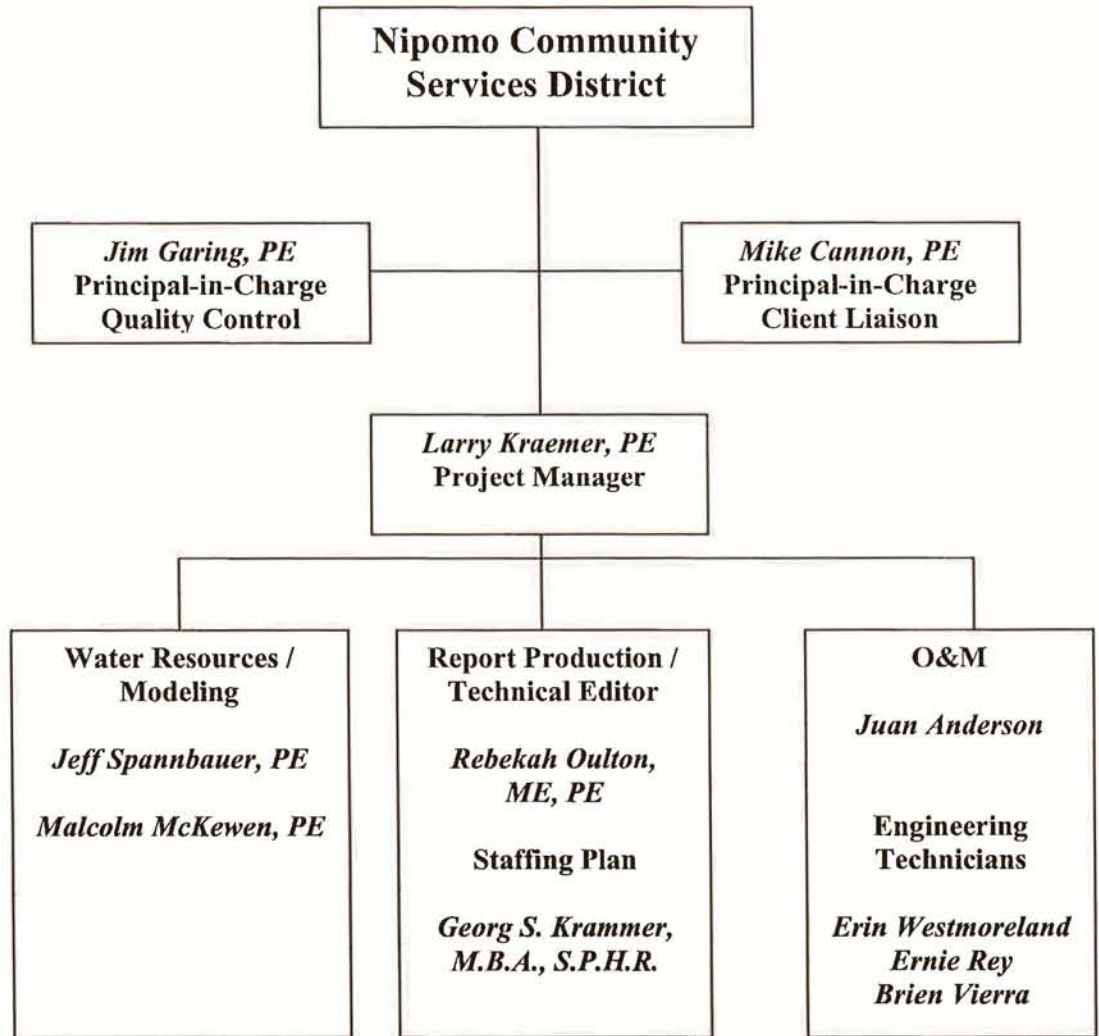 Nipomo Community
Services District
Jim Garing, PE
Principal-in-Charge
Quality Control
Mike Cannon, PE
Principal-in-Charge
Client Liaison
Larry Kraemer, PE
Project Manager
Water Resources /
Modeling
Jeff Spannbauer, PE
Malcolm McKewen, PE
Report Production /
Technical Editor
Rebekah Oulton,
ME, PE
Staffing Plan
Georg S. Krammer,
M.B.A., S.P.H.R.
O&M
Juan Anderson
Engineering
Technicians
Erin Westmoreland
Ernie Rey
Brien Vierra